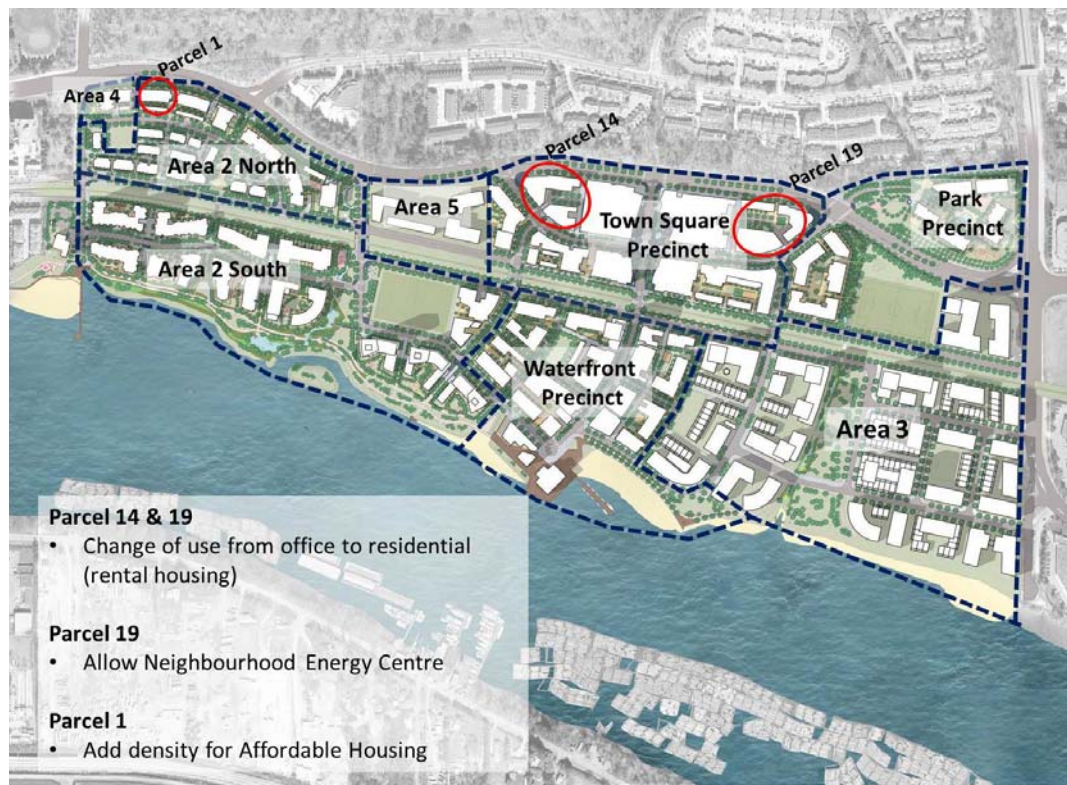 Parcel 1
Area 4
Parcel 14
Parcel 19
Area 2 North
Area 5
Town Square
Precinct
Park
Precinct
Area 2 South
Waterfront
Precinct
Area 3
Parcel 14 & 19
• Change of use from office to residential
(rental housing)
Parcel 19
• Allow Neighbourhood Energy Centre
Parcel 1
• Add density for Affordable Housing